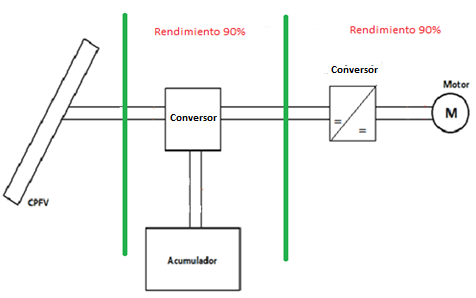 Rendimiento 90%
Rendimiento 90%
Conversor
Motor
Conversor
=
=
M
CPFV
Acumulador